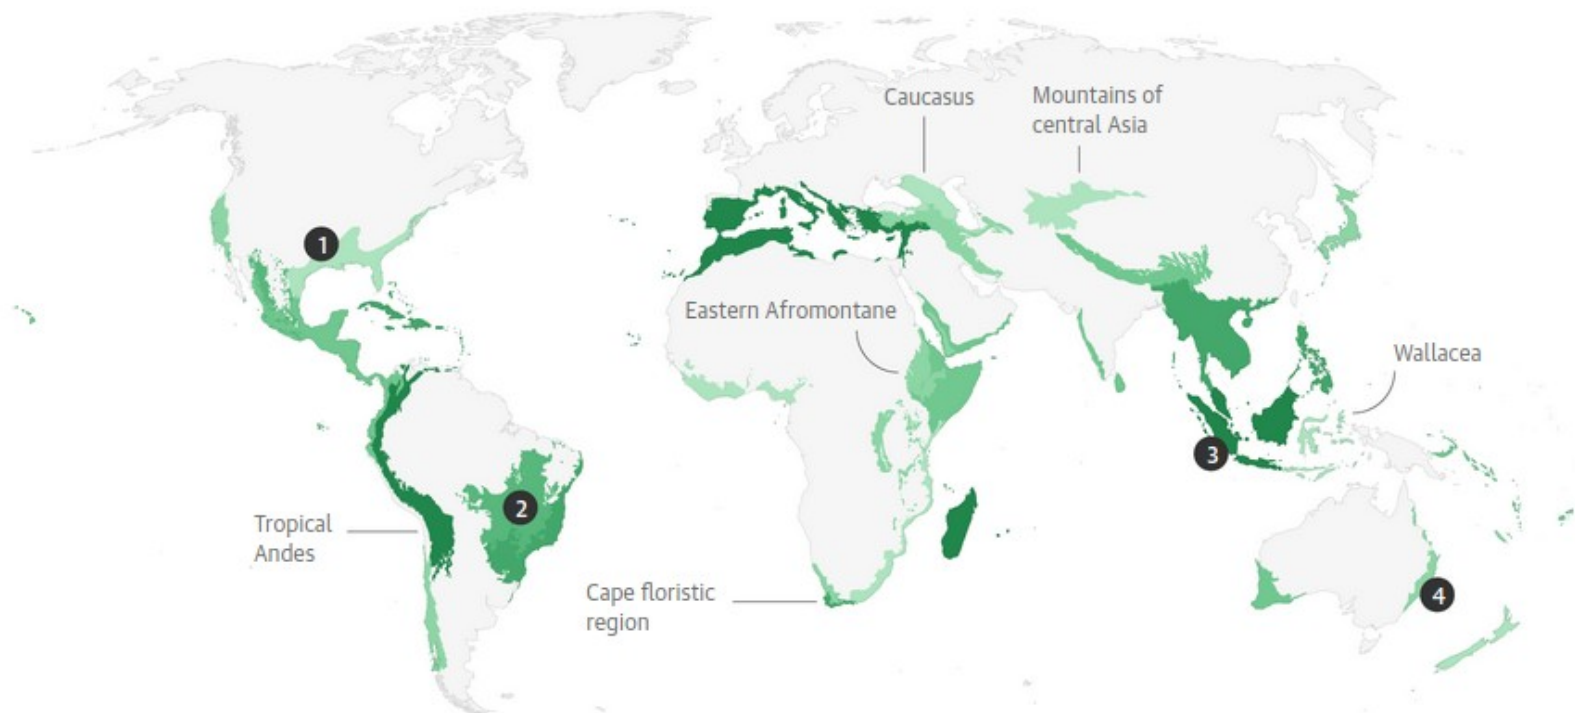 Caucasus
Mountains of
central Asia
1
Eastern Afromontane
Wallacea
3
2
Tropical
Andes
Cape floristic
region
4